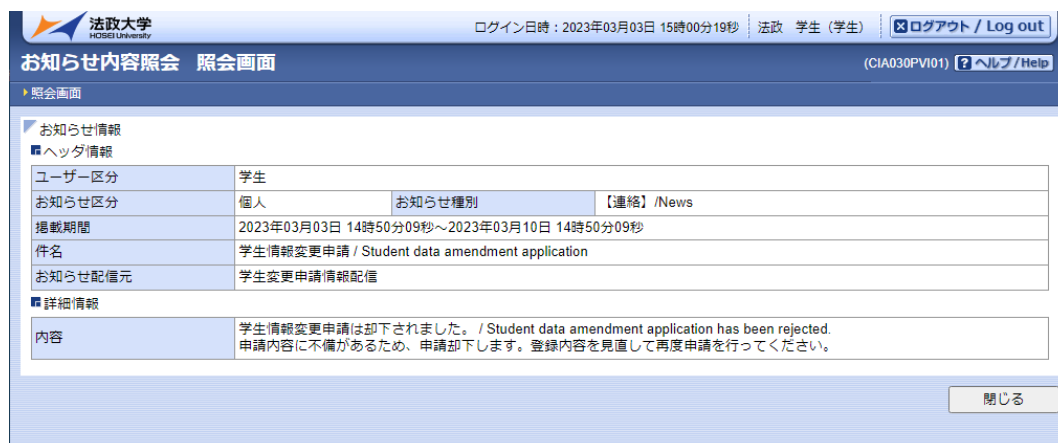 法政大学
HOSEI University
ログイン日時：2023年03月03日 15時00分19秒 法政 学生（学生） ログアウト / Log out
お知らせ内容照会 照会画面 (CIA030PVI01) ? ヘルプ/Help
照会画面
お知らせ情報
ヘッダ情報
ユーザー区分 学生
お知らせ区分 個人 お知らせ種別 【連絡】/News
掲載期間 2023年03月03日 14時50分09秒～2023年03月10日 14時50分09秒
件名 学生情報変更申請 / Student data amendment application
お知らせ配信元 学生変更申請情報配信
詳細情報
内容 学生情報変更申請は却下されました。 / Student data amendment application has been rejected.
申請内容に不備があるため、申請却下します。登録内容を見直して再度申請を行ってください。
閉じる